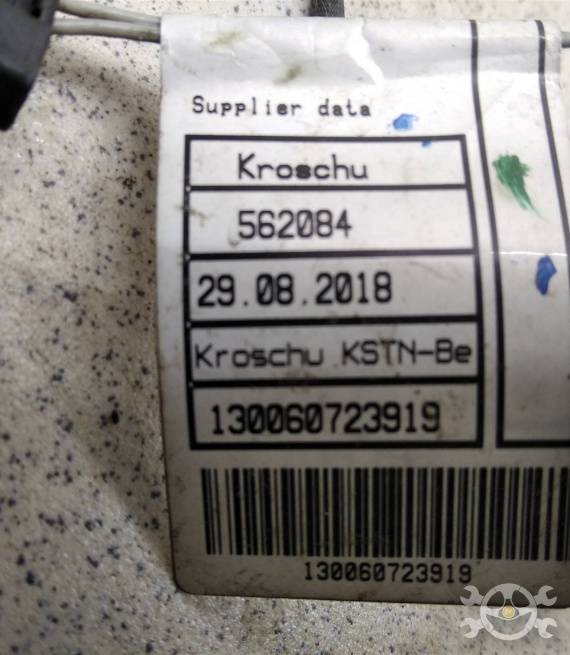 Supplier data
Kroschu
562084
29.08.2018
Kroschu KSTN-Be
130060723919
130060723919